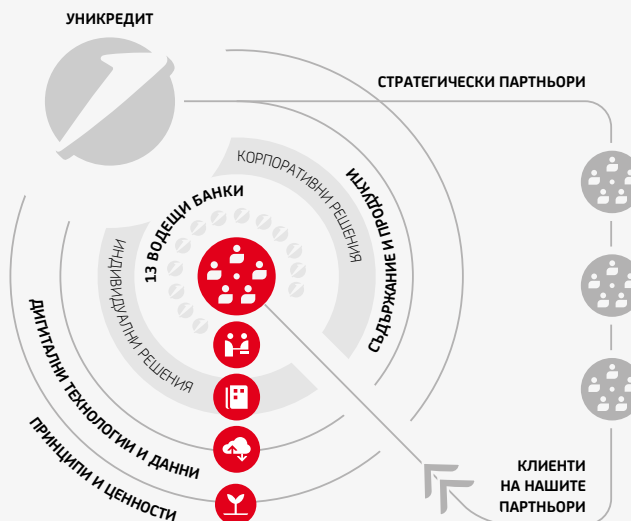 УНИКРЕДИТ
СТРАТЕГИЧЕСКИ ПАРТНЬОРИ
КОРПОРАТИВНИ РЕШЕНИЯ
СЪДЪРЖАНИЕ И ПРОДУКТИ
13 ВОДЕЩИ БАНКИ
ИНДИВИДУАЛНИ РЕШЕНИЯ
ДИГИТАЛНИ ТЕХНОЛОГИИ И ДАННИ
ПРИНЦИПИ И ЦЕННОСТИ
КЛИЕНТИ
НА НАШИТЕ
ПАРТНЬОРИ